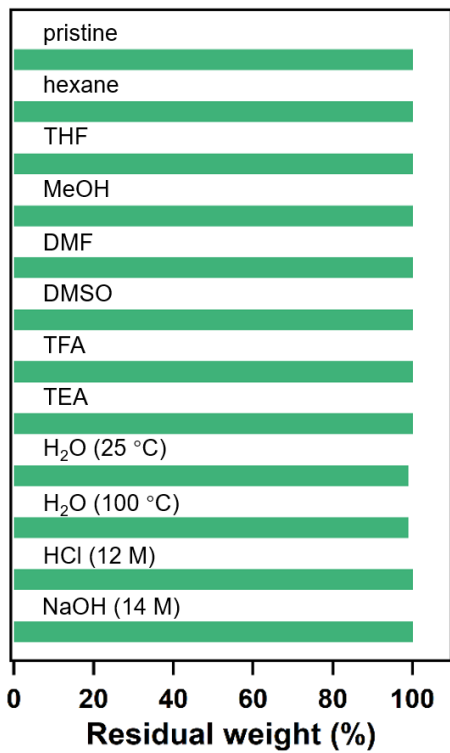 pristine
hexane
THF
MeOH
DMF
DMSO
TFA
TEA
H₂O (25 °C)
H₂O (100 °C)
HCl (12 M)
NaOH (14 M)
0 20 40 60 80 100
Residual weight (%)